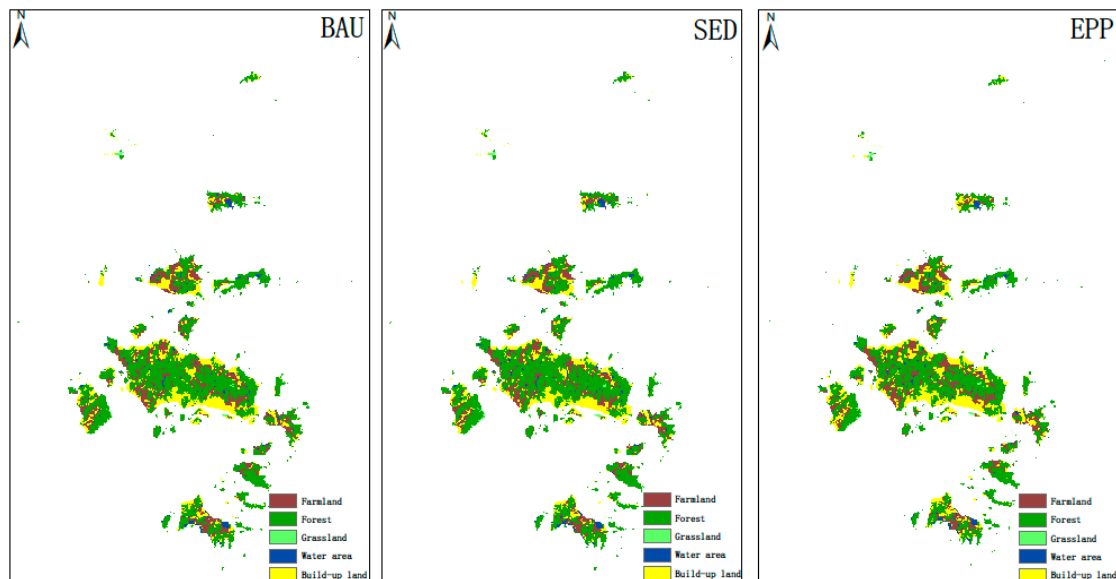 N
BAU
Farmland
Forest
Grassland
Water area
Build-up land
N
SED
Farmland
Forest
Grassland
Water area
Build-up land
N
EPP
Farmland
Forest
Grassland
Water area
Build-up land